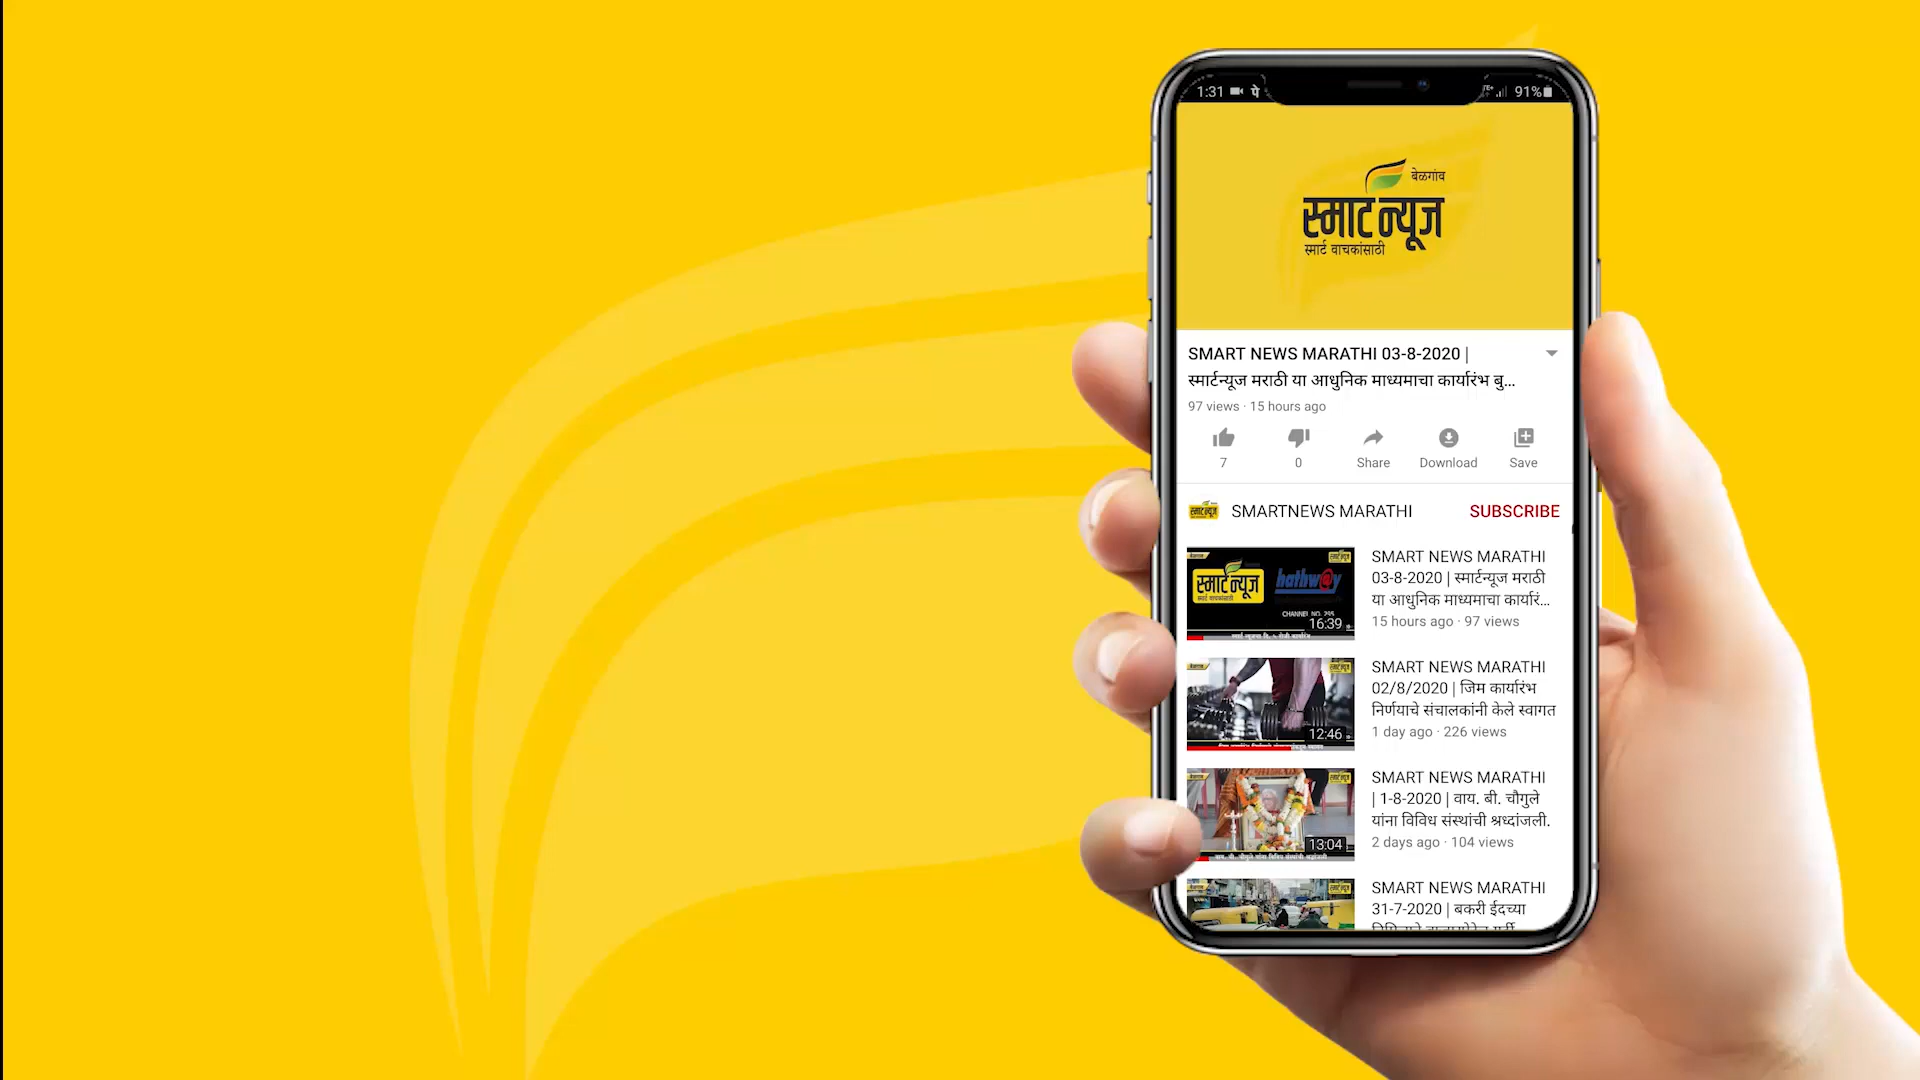 1:31
91%
बेळगांव
स्मार्ट न्यूज
स्मार्ट वाचकांसाठी
SMART NEWS MARATHI 03-8-2020 |
स्मार्टन्यूज मराठी या आधुनिक माध्यमाचा कार्यारंभ बु...
97 views · 15 hours ago
7
0
Share
Download
Save
SMARTNEWS MARATHI
SUBSCRIBE
स्मार्ट न्यूज
hathw@y
CHANNEL NO. 295
16:39
SMART NEWS MARATHI
03-8-2020 | स्मार्टन्यूज मराठी
या आधुनिक माध्यमाचा कार्यारं...
15 hours ago · 97 views
12:46
SMART NEWS MARATHI
02/8/2020 | जिम कार्यारंभ
निर्णयाचे संचालकांनी केले स्वागत
1 day ago · 226 views
13:04
SMART NEWS MARATHI
| 1-8-2020 | वाय. बी. चौगुले
यांना विविध संस्थांची श्रध्दांजली.
2 days ago · 104 views
SMART NEWS MARATHI
31-7-2020 | बकरी ईदच्या